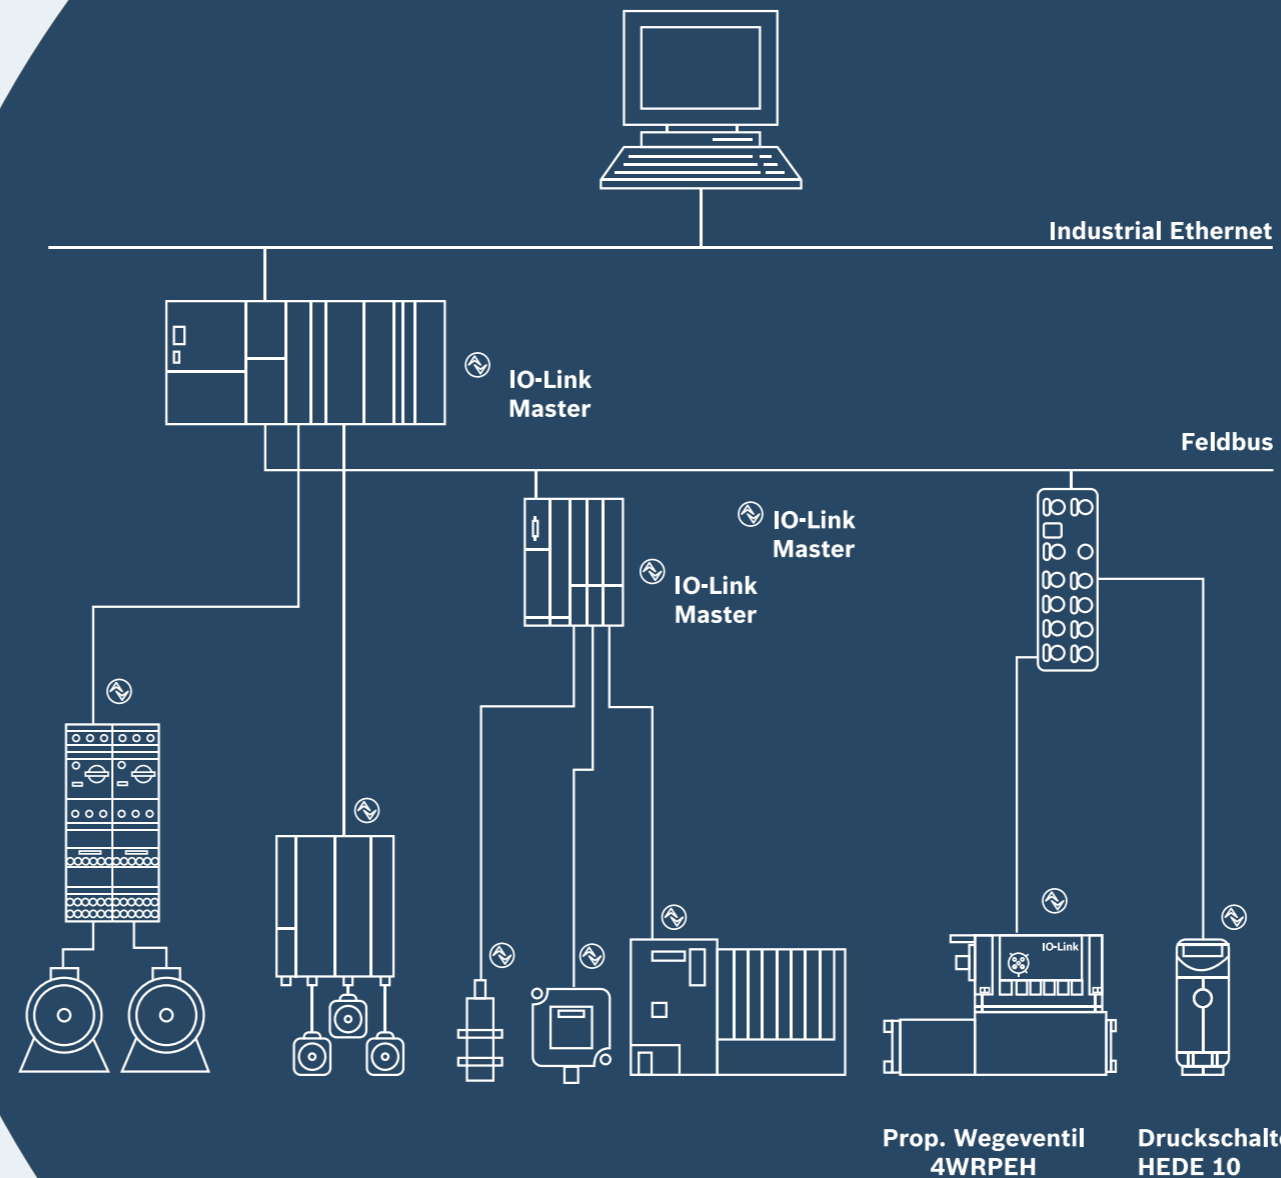 Industrial Ethernet
IO-Link
Master
Feldbus
IO-Link
Master
IO-Link
Master
IO-Link
Prop. Wegeventil
4WRPEH
Druckschalte
HEDE 10